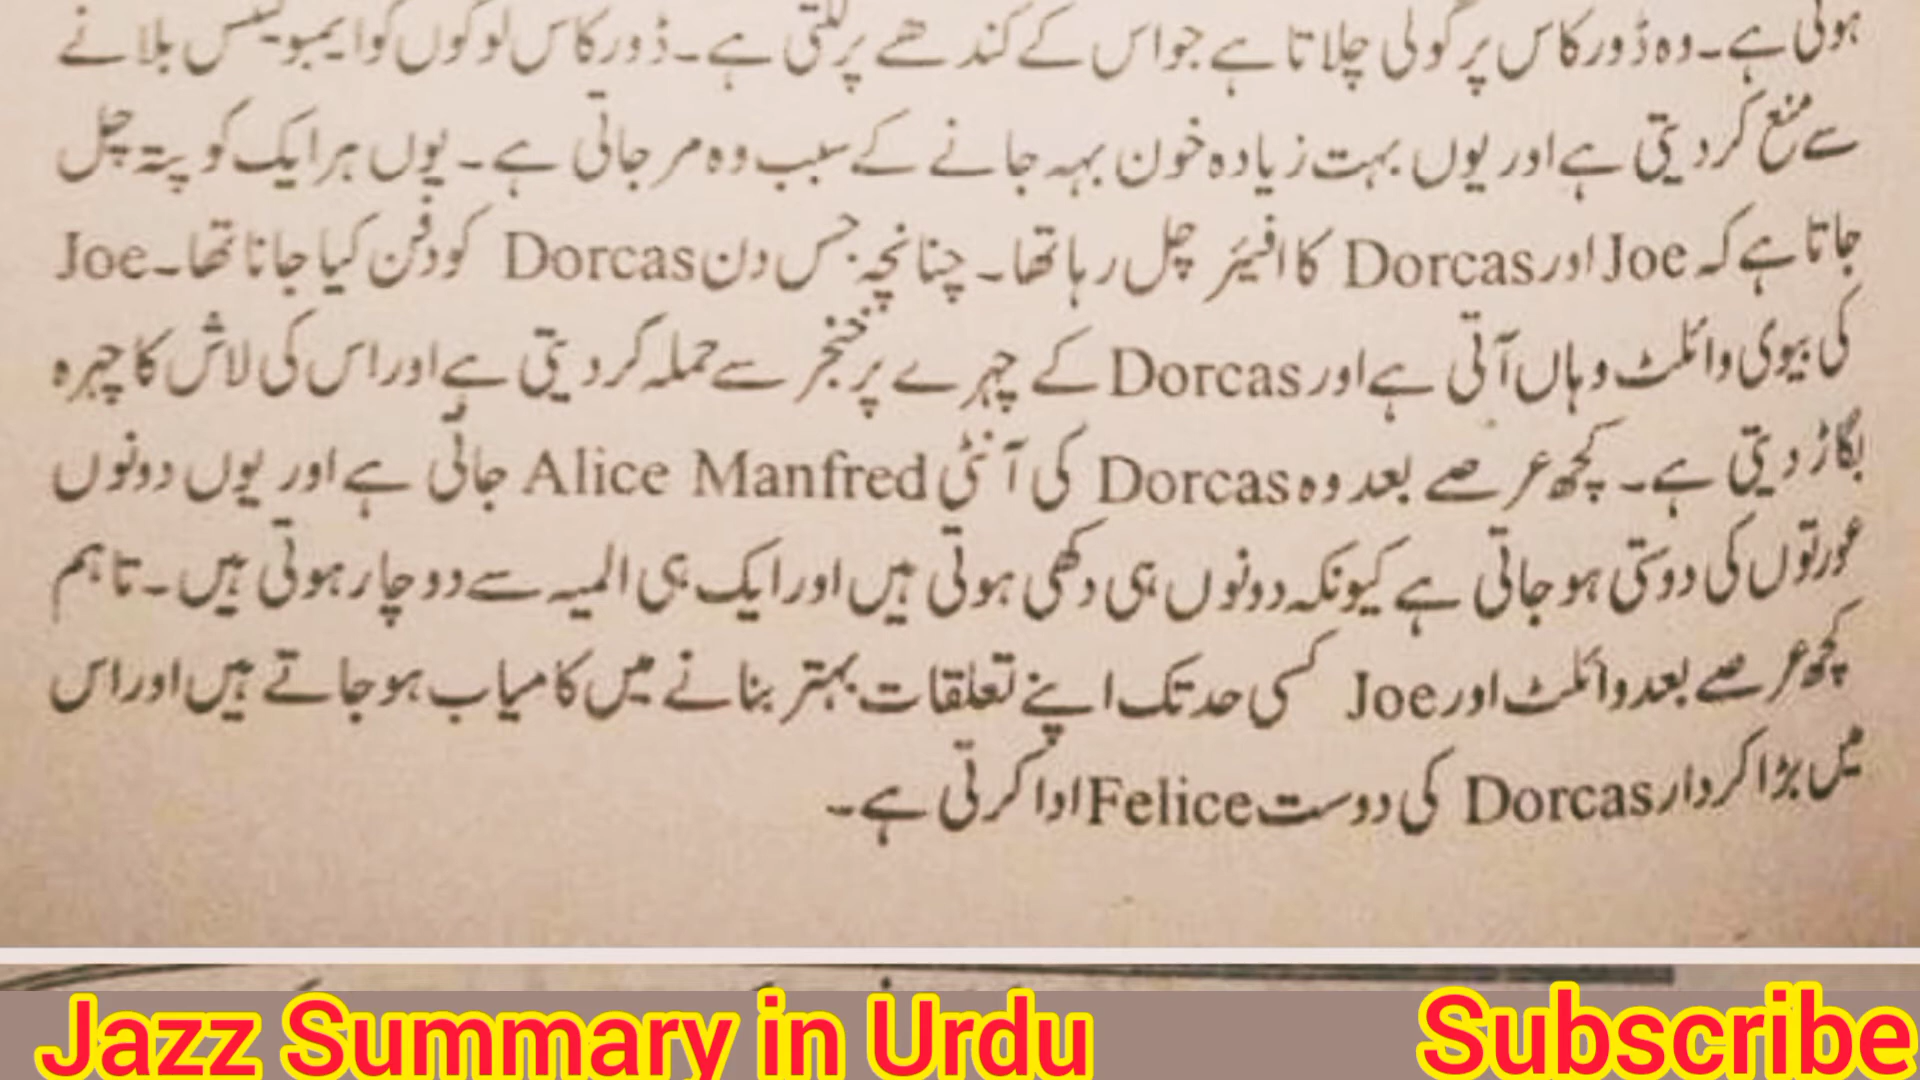 ہوتی ہے۔ وہ ڈورکاس پر گولی چلاتا ہے جو اس کے کندھے پر لگتی ہے۔ ڈورکاس لوگوں کو ایمبولینس بلانے
سے منع کر دیتی ہے اور یوں بہت زیادہ خون بہہ جانے کے سبب وہ مر جاتی ہے۔ یوں ہر ایک کو پتہ چل
جاتا ہے کہ Joe اور Dorcas کا افیئر چل رہا تھا۔ چنانچہ جس دن Dorcas کو دفن کیا جانا تھا۔ Joe
کی بیوی وائلٹ وہاں آتی ہے اور Dorcas کے چہرے پر خنجر سے حملہ کر دیتی ہے اور اس کی لاش کا چہرہ
بگاڑ دیتی ہے۔ کچھ عرصے بعد وہ Dorcas کی آنٹی Alice Manfred جاتی ہے اور یوں دونوں
عورتوں کی دوستی ہو جاتی ہے کیونکہ دونوں ہی دکھی ہوتی ہیں اور ایک ہی المیہ سے دوچار ہوتی ہیں۔ تاہم
کچھ عرصے بعد وائلٹ اور Joe کسی حد تک اپنے تعلقات بہتر بنانے میں کامیاب ہو جاتے ہیں اور اس
میں بڑا کردار Dorcas کی دوست Felice ادا کرتی ہے۔
Jazz Summary in Urdu
Subscribe